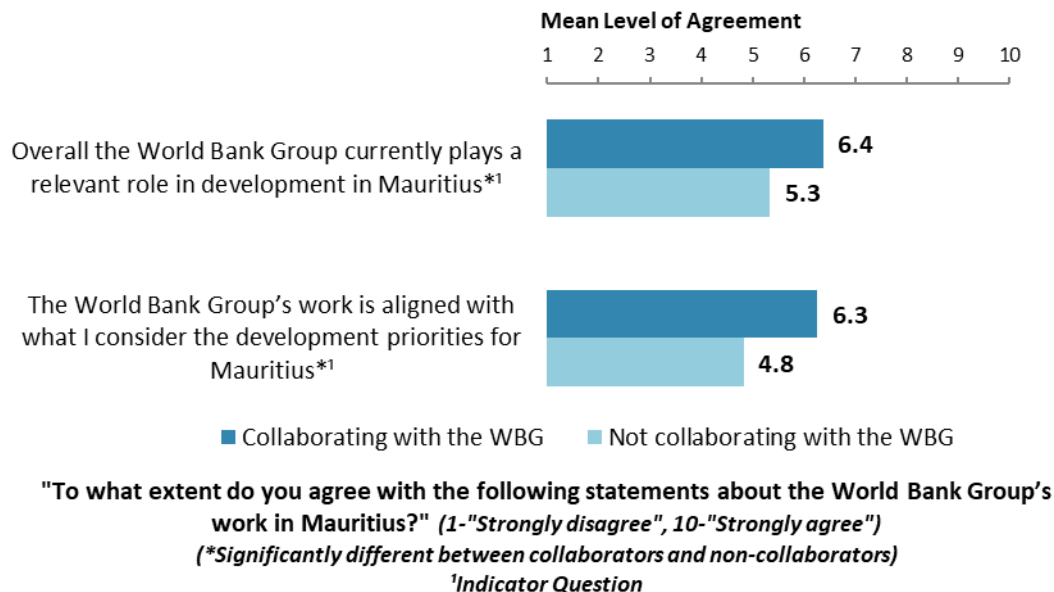 Mean Level of Agreement
1 2 3 4 5 6 7 8 9 10
Overall the World Bank Group currently plays a
relevant role in development in Mauritius*¹
6.4
5.3
The World Bank Group’s work is aligned with
what I consider the development priorities for
Mauritius*¹
6.3
4.8
Collaborating with the WBG Not collaborating with the WBG
"To what extent do you agree with the following statements about the World Bank Group’s
work in Mauritius?" (1-"Strongly disagree", 10-"Strongly agree")
(*Significantly different between collaborators and non-collaborators)
¹Indicator Question